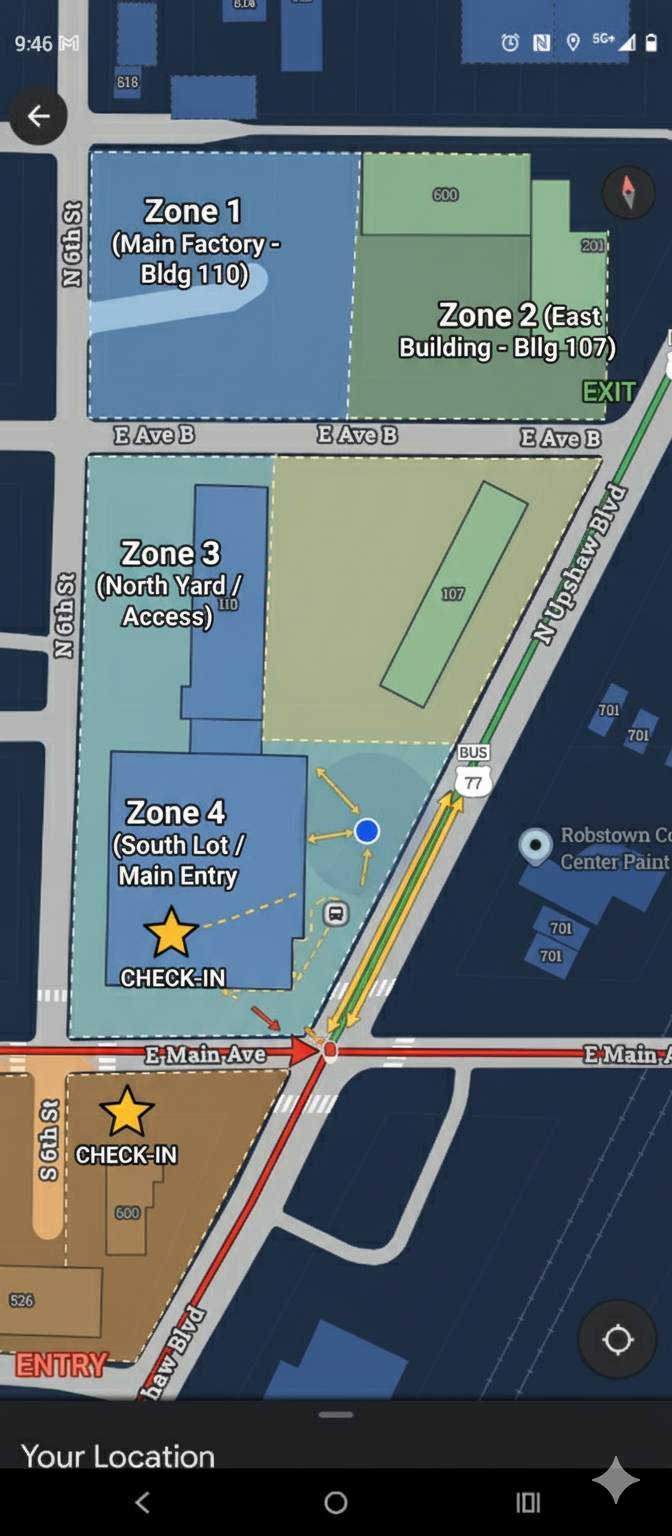 9:46
5G+
618
N 6th St
Zone 1
(Main Factory -
Bldg 110)
600
201
Zone 2 (East
Building - Bllg 107)
EXIT
E Ave B
E Ave B
E Ave B
N 6th St
Zone 3
(North Yard /
Access)
110
107
N Upshaw Blvd
701
701
BUS
77
Zone 4
(South Lot /
Main Entry
Robstown Co
Center Paint
701
701
CHECK-IN
E Main Ave
E Main A
S 6th St
CHECK-IN
600
526
ENTRY
haw Blvd
Your Location